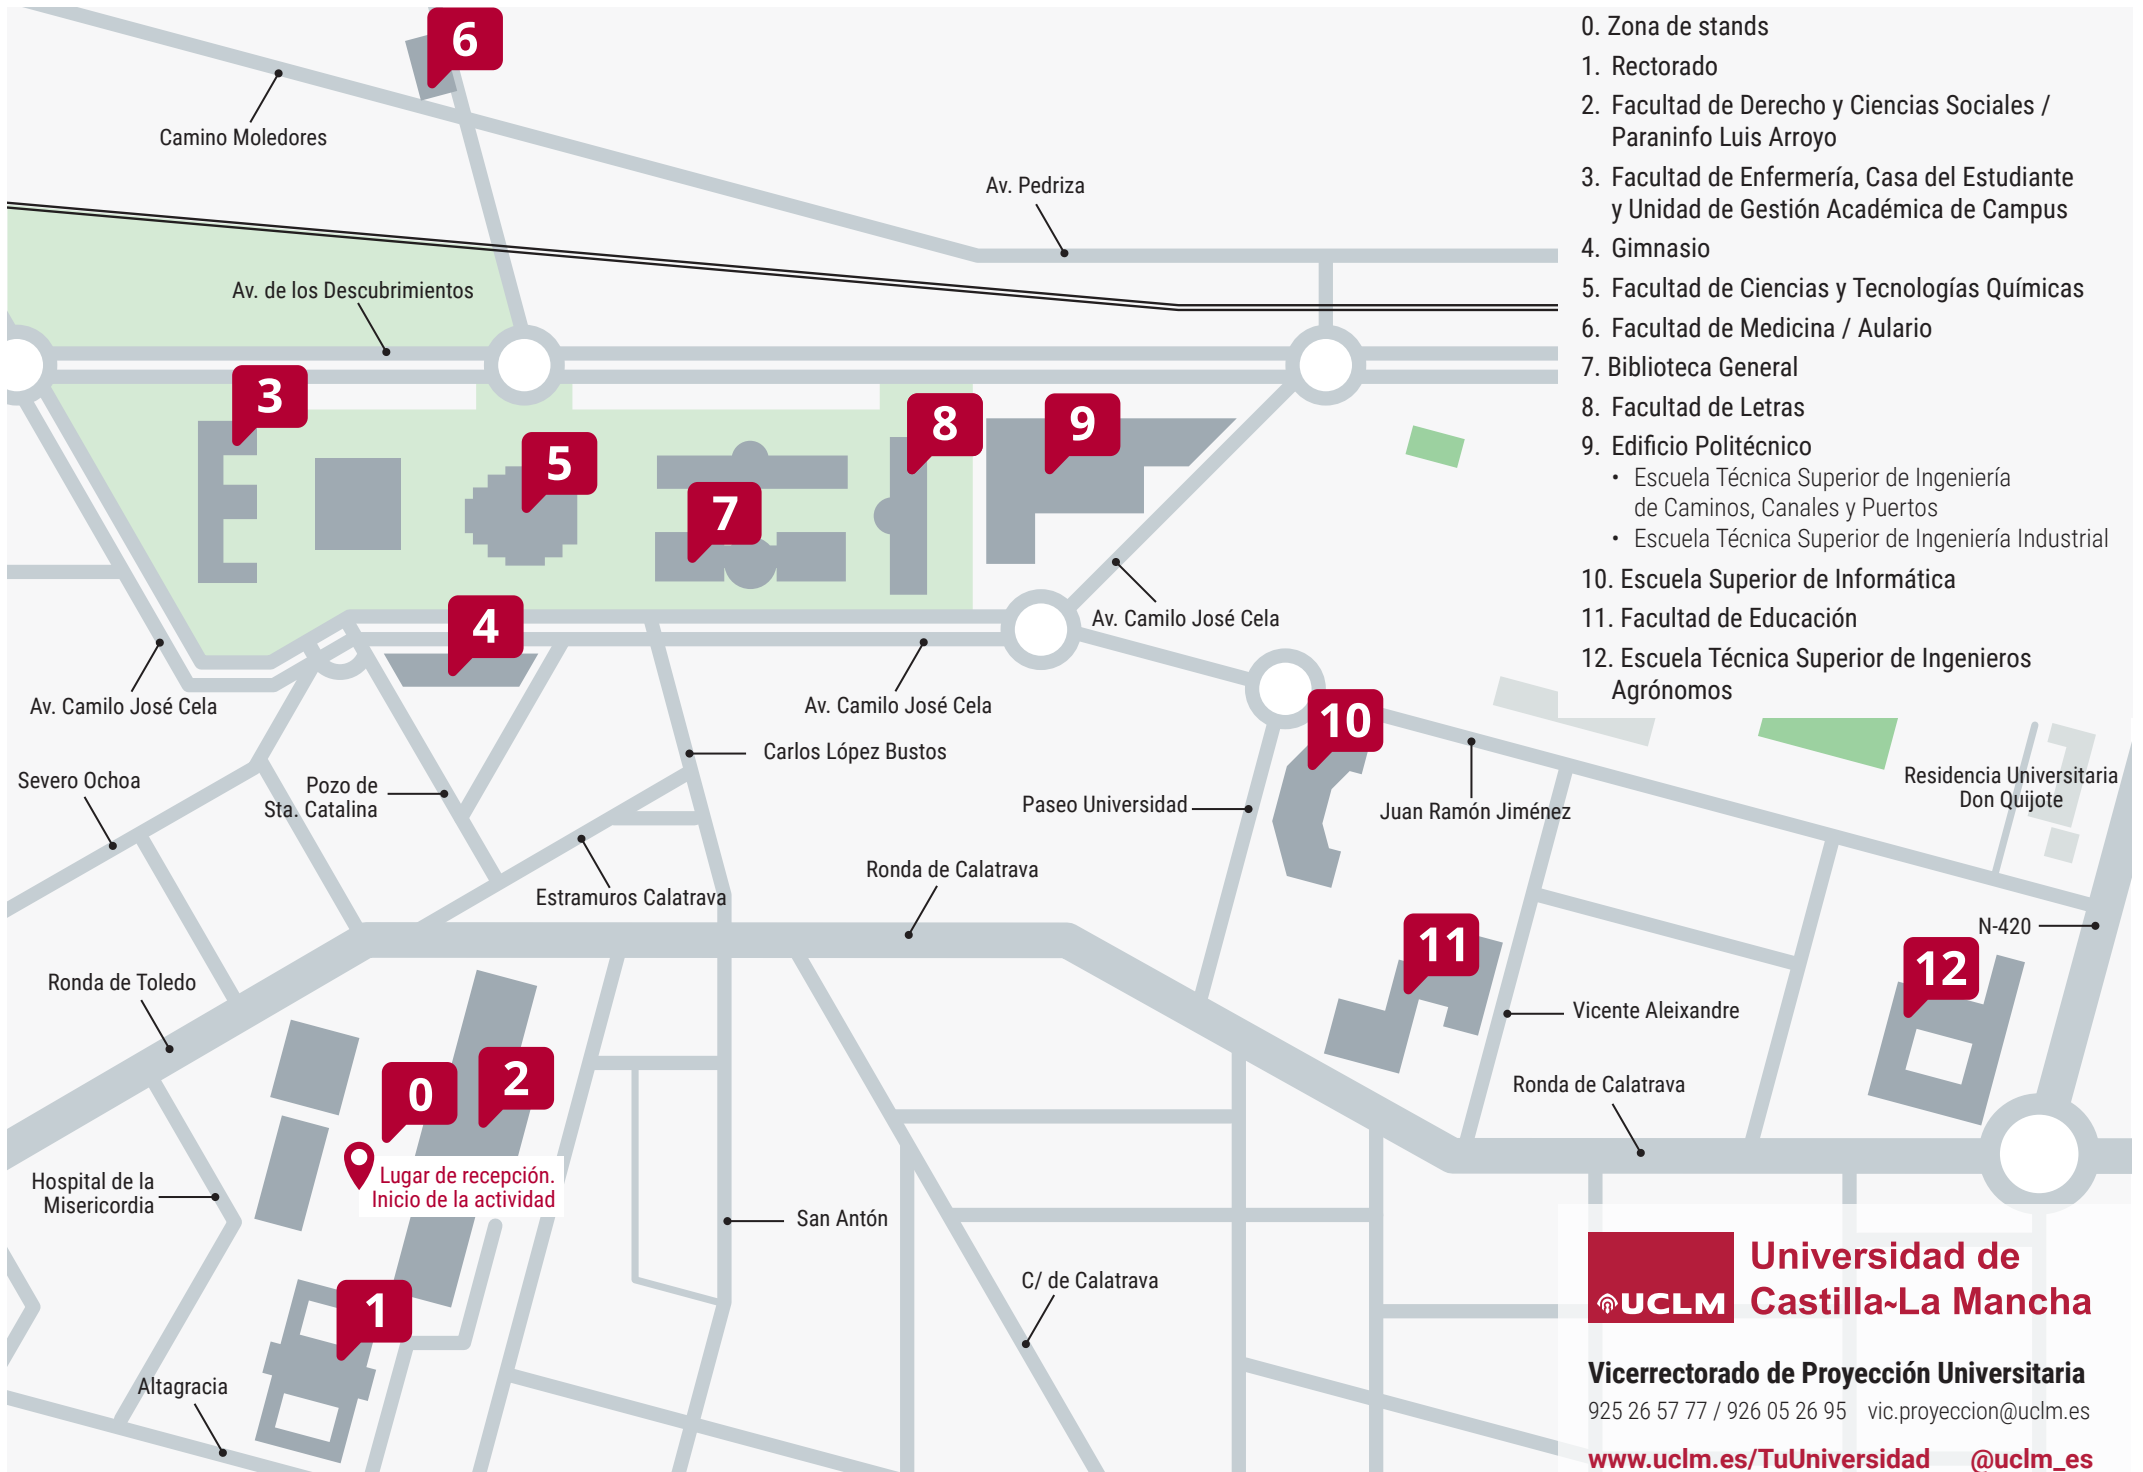 6
Camino Moledores
Av. Pedriza
Av. de los Descubrimientos
3
5
7
8
9
4
Av. Camilo José Cela
Av. Camilo José Cela
Av. Camilo José Cela
Carlos López Bustos
Severo Ochoa
Pozo de
Sta. Catalina
Estramuros Calatrava
Ronda de Calatrava
Paseo Universidad
10
Juan Ramón Jiménez
Residencia Universitaria
Don Quijote
N-420
11
12
Vicente Aleixandre
Ronda de Calatrava
Ronda de Toledo
0
2
Lugar de recepción.
Inicio de la actividad
Hospital de la
Misericordia
San Antón
C/ de Calatrava
1
Altagracia
0. Zona de stands
1. Rectorado
2. Facultad de Derecho y Ciencias Sociales /
Paraninfo Luis Arroyo
3. Facultad de Enfermería, Casa del Estudiante
y Unidad de Gestión Académica de Campus
4. Gimnasio
5. Facultad de Ciencias y Tecnologías Químicas
6. Facultad de Medicina / Aulario
7. Biblioteca General
8. Facultad de Letras
9. Edificio Politécnico
• Escuela Técnica Superior de Ingeniería
de Caminos, Canales y Puertos
• Escuela Técnica Superior de Ingeniería Industrial
10. Escuela Superior de Informática
11. Facultad de Educación
12. Escuela Técnica Superior de Ingenieros
Agrónomos
UCLM
Universidad de
Castilla~La Mancha
Vicerrectorado de Proyección Universitaria
925 26 57 77 / 926 05 26 95 vic.proyeccion@uclm.es
www.uclm.es/TuUniversidad @uclm_es